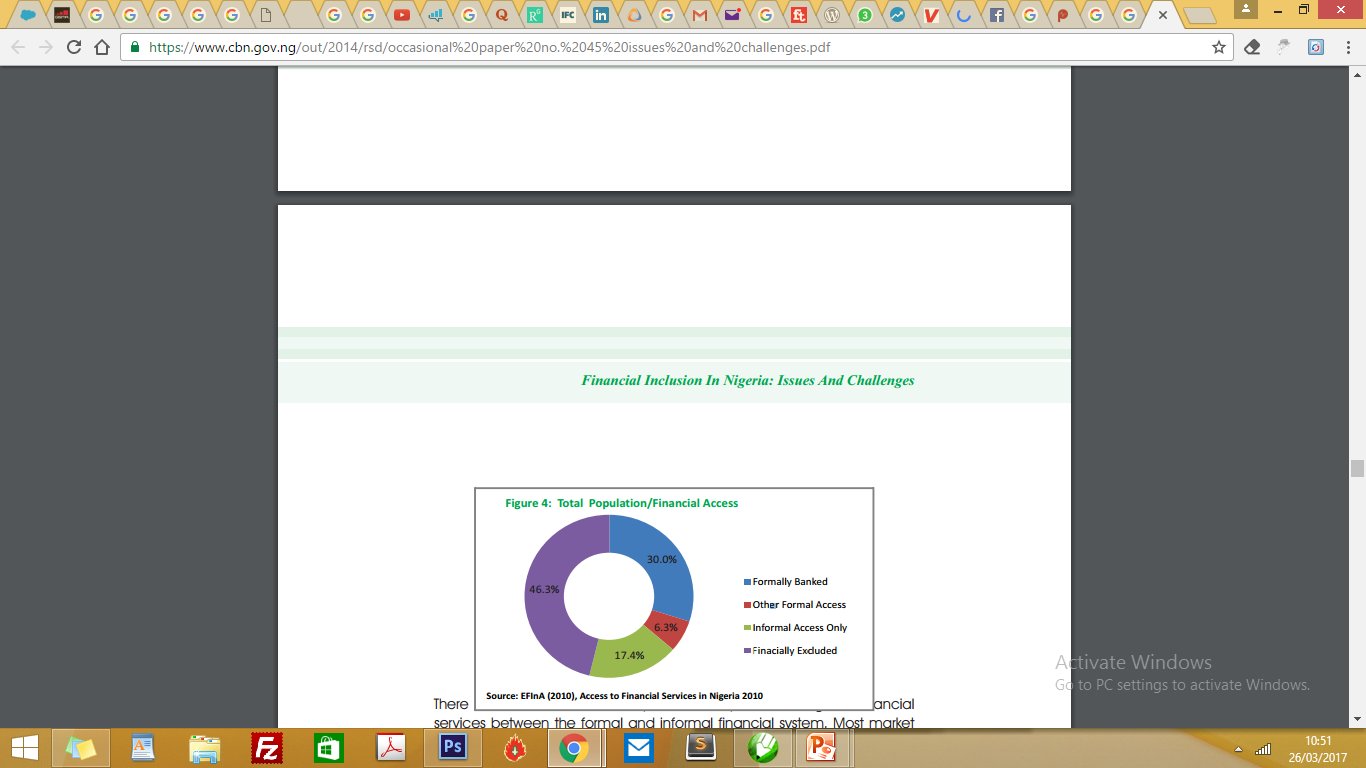 https://www.cbn.gov.ng/out/2014/rsd/occasional%20paper%20no.%2045%20issues%20and%20challenges.pdf
Financial Inclusion In Nigeria: Issues And Challenges
Figure 4: Total Population/Financial Access
30.0%
46.3%
6.3%
17.4%
Formally Banked
Other Formal Access
Informal Access Only
Finacially Excluded
Source: EFInA (2010), Access to Financial Services in Nigeria 2010
There ancial
services between the formal and informal financial system. Most market
Activate Windows
Go to PC settings to activate Windows.
10:51
26/03/2017